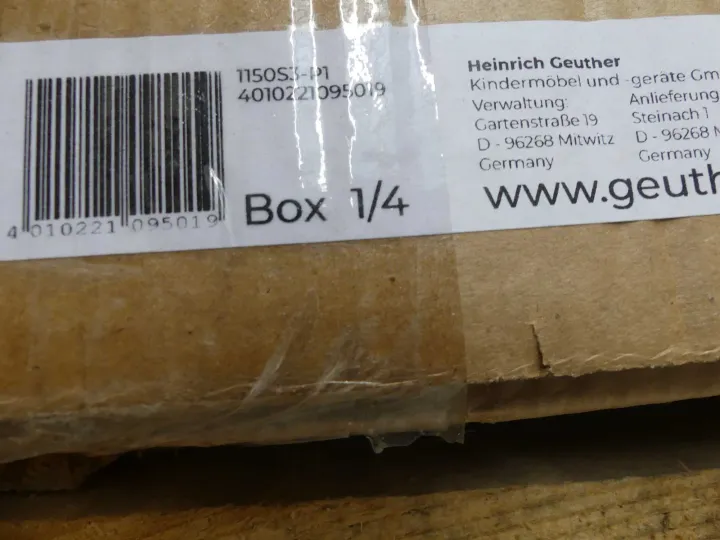 1150S3-P1
4010221095019
4 010221 095019
Box 1/4
Heinrich Geuther
Kindermöbel und -geräte Gm
Verwaltung:
Gartenstraße 19
D - 96268 Mitwitz
Germany
Anlieferung
Steinach 1
D - 96268 M
Germany
www.geuth